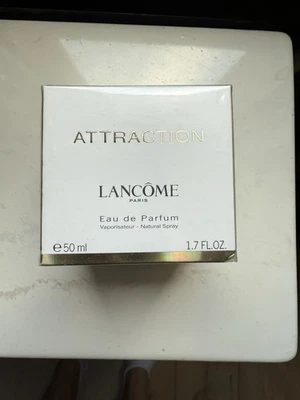 ATTRACTION
LANCÔME
PARIS
Eau de Parfum
Vaporisateur - Natural Spray
℮50 ml 1.7 FL.OZ.